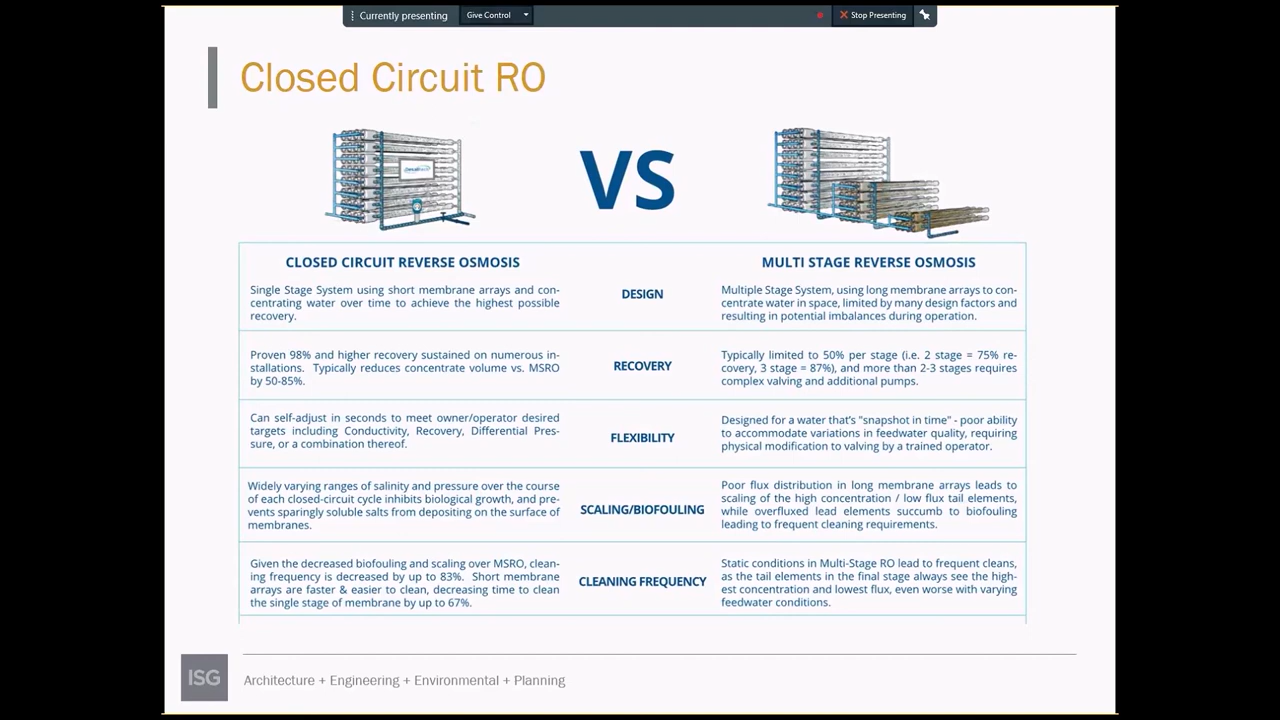 Currently presenting
Give Control
Stop Presenting
Closed Circuit RO
VS
CLOSED CIRCUIT REVERSE OSMOSIS
MULTI STAGE REVERSE OSMOSIS
Single Stage System using short membrane arrays and con-
centrating water over time to achieve the highest possible
recovery.
DESIGN
Multiple Stage System, using long membrane arrays to con-
centrate water in space, limited by many design factors and
resulting in potential imbalances during operation.
Proven 98% and higher recovery sustained on numerous in-
stallations. Typically reduces concentrate volume vs. MSRO
by 50-85%.
RECOVERY
Typically limited to 50% per stage (i.e. 2 stage = 75% re-
covery, 3 stage = 87%), and more than 2-3 stages requires
complex valving and additional pumps.
Can self-adjust in seconds to meet owner/operator desired
targets including Conductivity, Recovery, Differential Pres-
sure, or a combination thereof.
FLEXIBILITY
Designed for a water that's "snapshot in time" - poor ability
to accommodate variations in feedwater quality, requiring
physical modification to valving by a trained operator.
Widely varying ranges of salinity and pressure over the course
of each closed-circuit cycle inhibits biological growth, and pre-
vents sparingly soluble salts from depositing on the surface of
membranes.
SCALING/BIOFOULING
Poor flux distribution in long membrane arrays leads to
scaling of the high concentration / low flux tail elements,
while overfluxed lead elements succumb to biofouling
leading to frequent cleaning requirements.
Given the decreased biofouling and scaling over MSRO, clean-
ing frequency is decreased by up to 83%. Short membrane
arrays are faster & easier to clean, decreasing time to clean
the single stage of membrane by up to 67%.
CLEANING FREQUENCY
Static conditions in Multi-Stage RO lead to frequent cleans,
as the tail elements in the final stage always see the high-
est concentration and lowest flux, even worse with varying
feedwater conditions.
ISG
Architecture + Engineering + Environmental + Planning